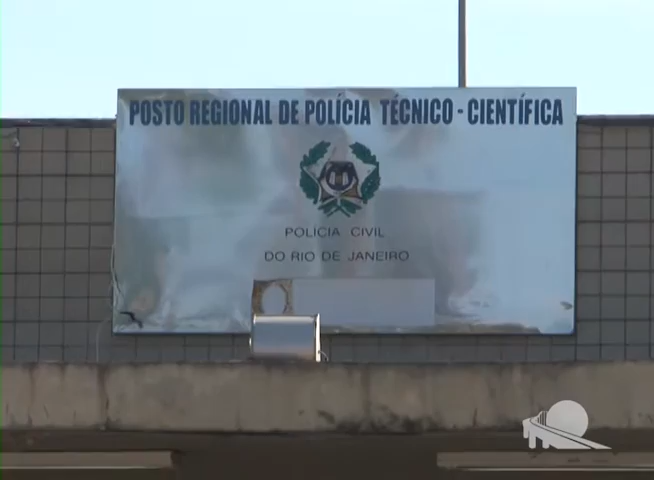 POSTO REGIONAL DE POLÍCIA TÉCNICO - CIENTÍFICA
POLÍCIA CIVIL
DO RIO DE JANEIRO